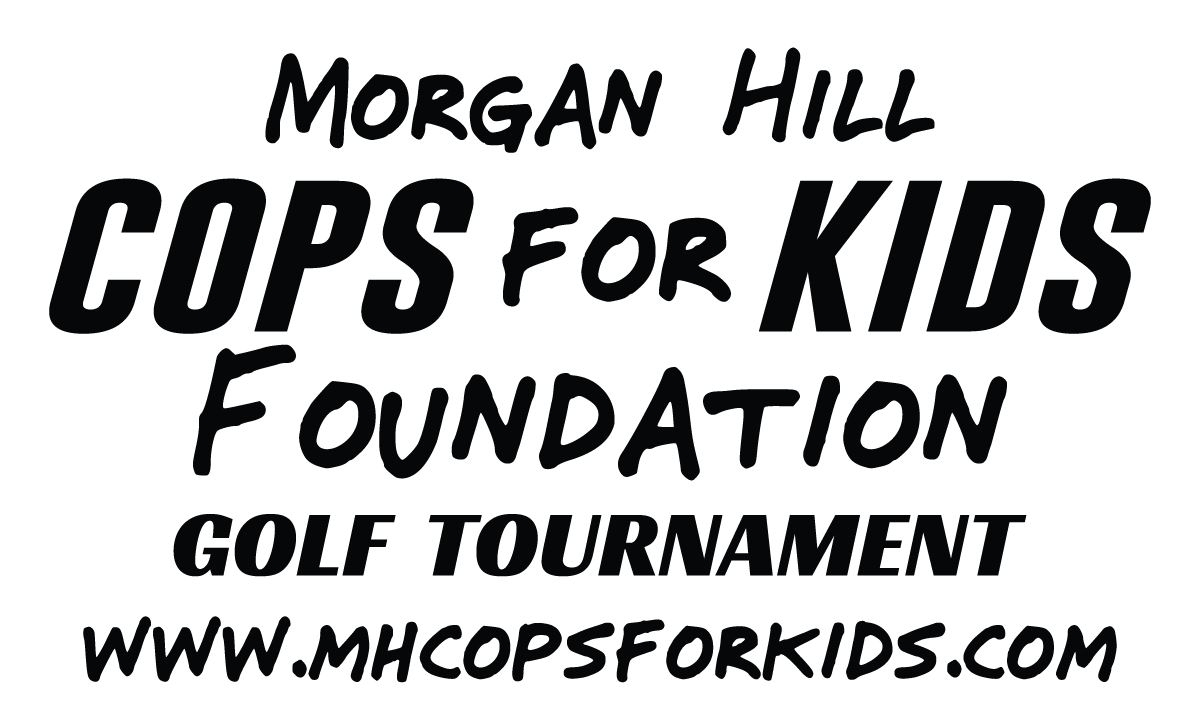 MORGAN HILL
COPS FOR KIDS
FOUNDATION
GOLF TOURNAMENT
WWW.MHCOPSFORKIDS.COM